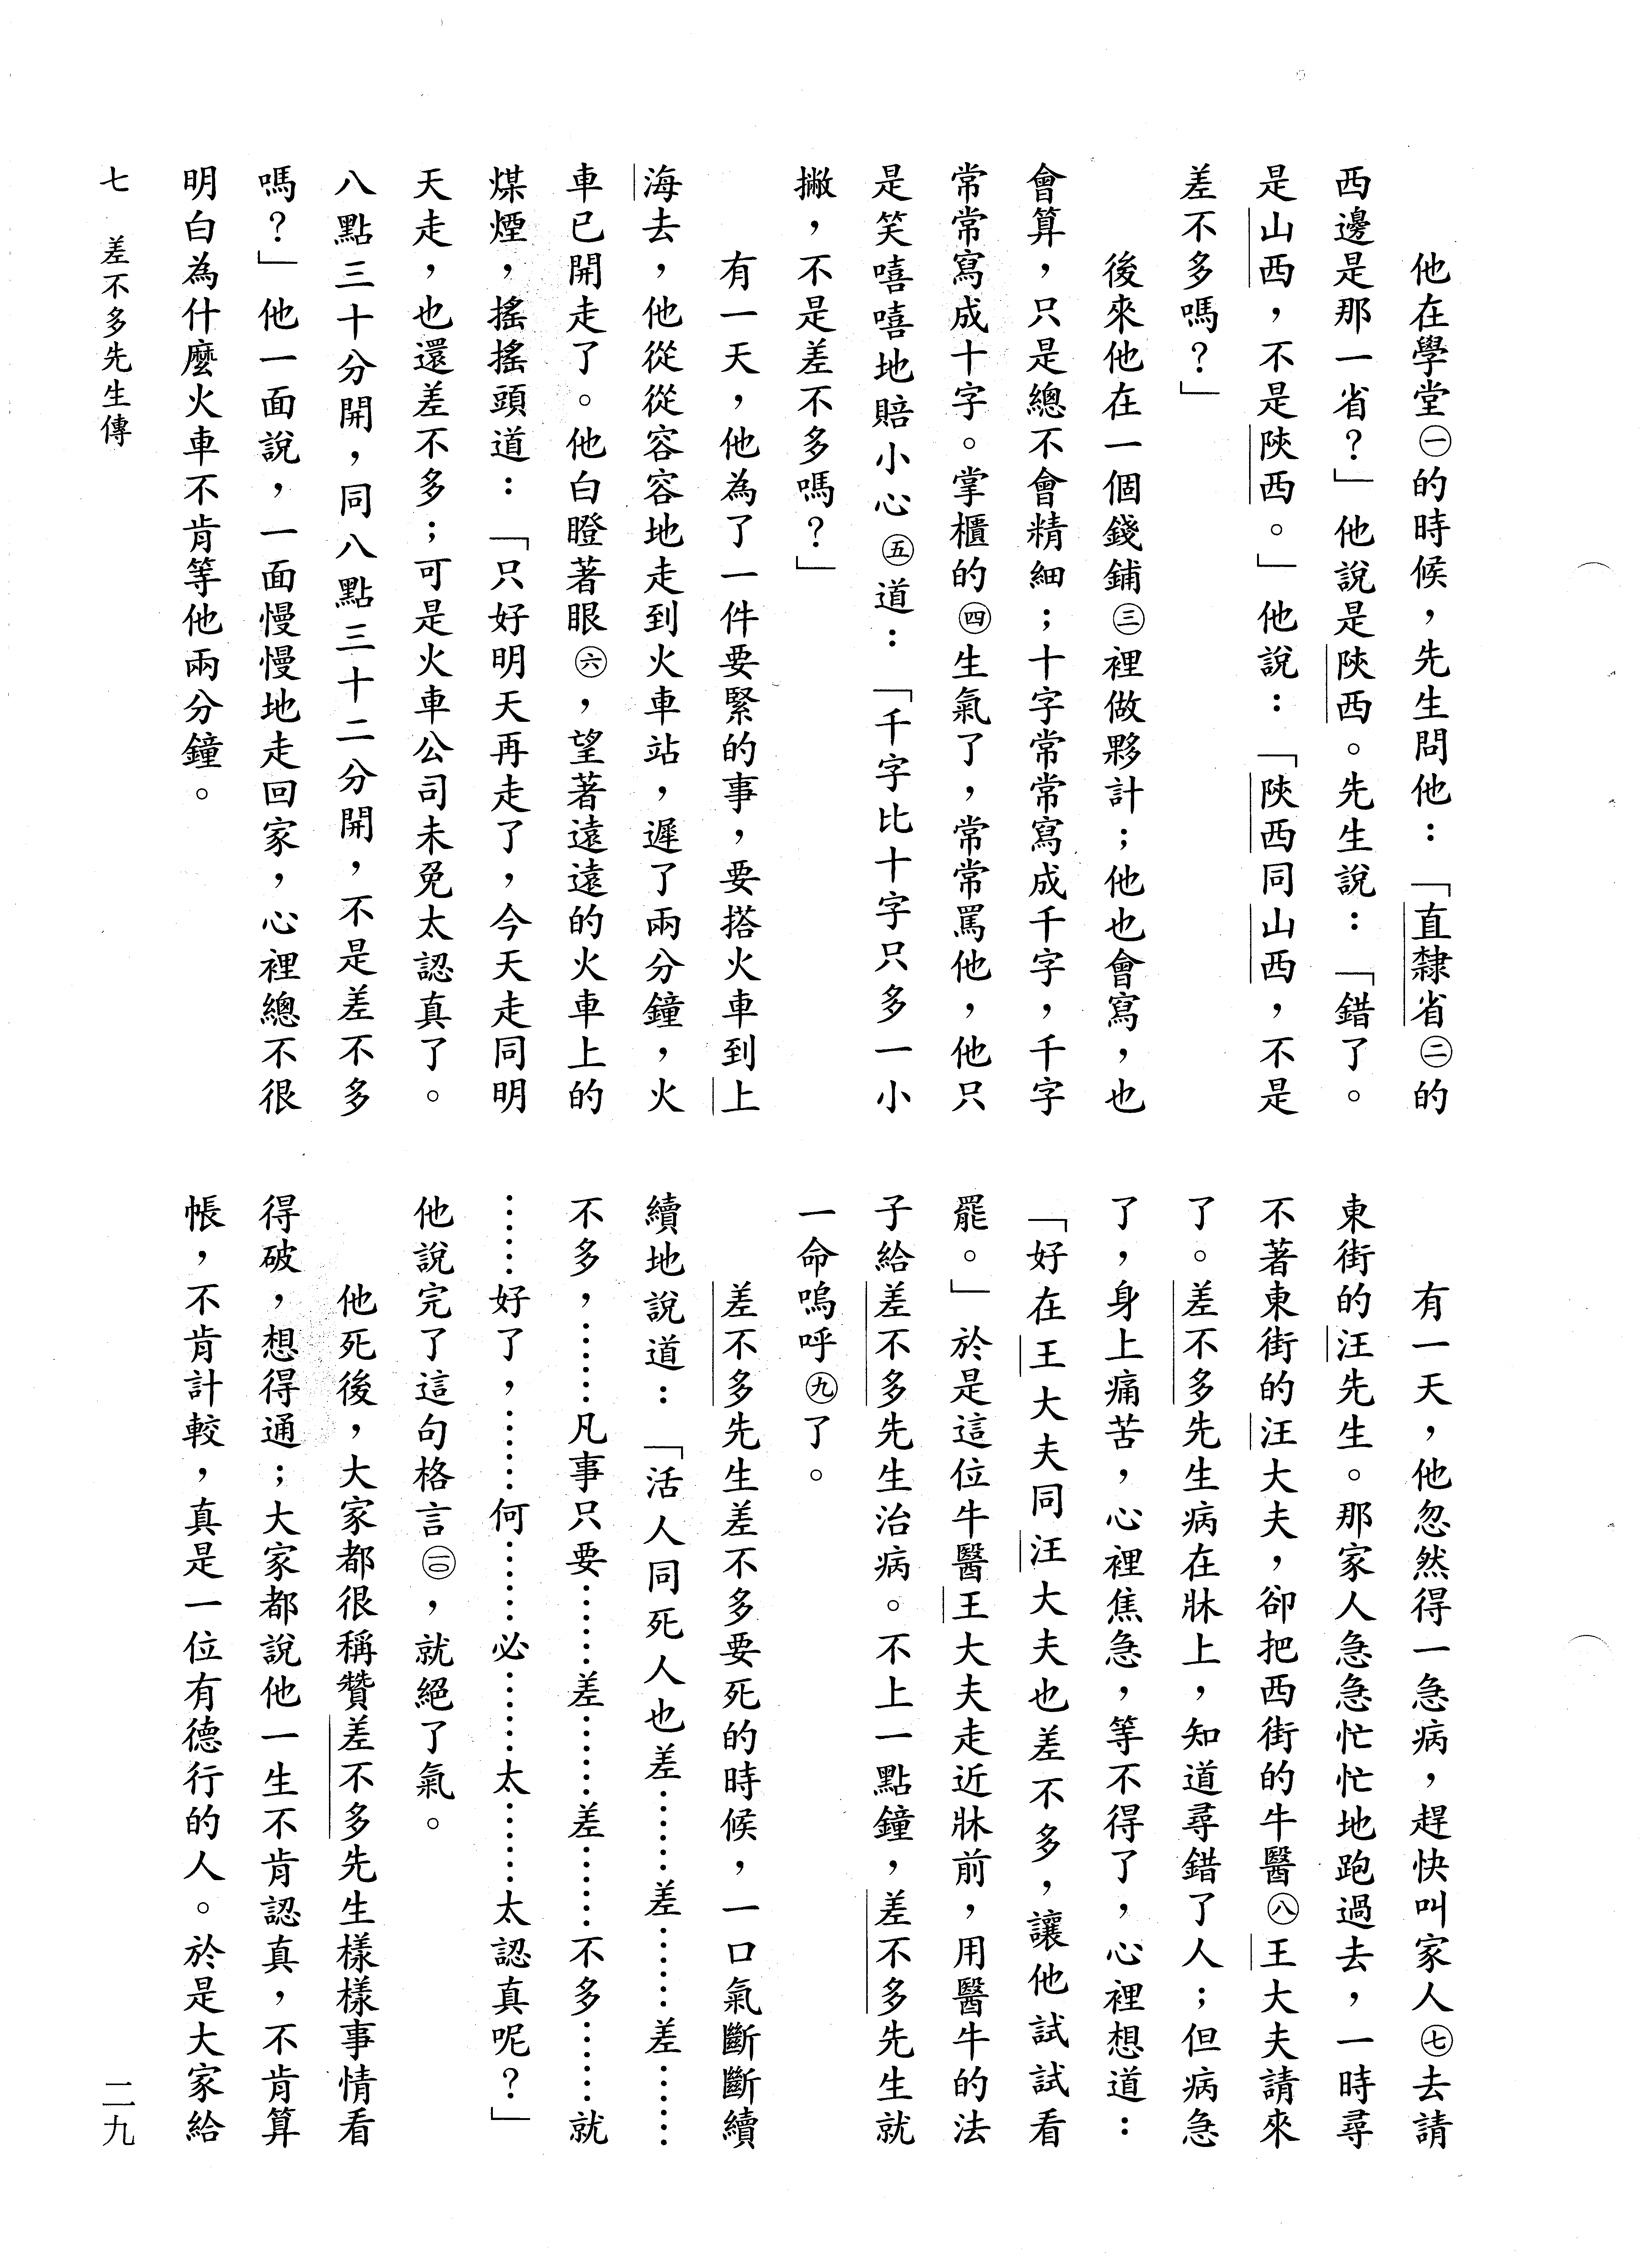 他在學堂㊀的時候，先生問他：「直隸省㊁的
西邊是那一省？」他說是陝西。先生說：「錯了。
是山西，不是陝西。」他說：「陝西同山西，不是
差不多嗎？」
後來他在一個錢鋪㊂裡做夥計；他也會寫，也
會算，只是總不會精細；十字常常寫成千字，千字
常常寫成十字。掌櫃的㊃生氣了，常常罵他，他只
是笑嘻嘻地賠小心㊄道：「千字比十字只多一小
撇，不是差不多嗎？」
有一天，他為了一件要緊的事，要搭火車到上
海去，他從從容容地走到火車站，遲了兩分鐘，火
車已開走了。他白瞪著眼㊅，望著遠遠的火車上的
煤煙，搖搖頭道：「只好明天再走了，今天走同明
天走，也還差不多；可是火車公司未免太認真了。
八點三十分開，同八點三十二分開，不是差不多
嗎？」他一面說，一面慢慢地走回家，心裡總不很
明白為什麼火車不肯等他兩分鐘。
有一天，他忽然得一急病，趕快叫家人㊆去請
東街的汪先生。那家人急急忙忙地跑過去，一時尋
不著東街的汪大夫，卻把西街的牛醫㊇王大夫請來
了。差不多先生病在牀上，知道尋錯了人；但病急
了，身上痛苦，心裡焦急，等不得了，心裡想道：
「好在王大夫同汪大夫也差不多，讓他試試看
罷。」於是這位牛醫王大夫走近牀前，用醫牛的法
子給差不多先生治病。不上一點鐘，差不多先生就
一命嗚呼㊈了。
差不多先生差不多要死的時候，一口氣斷斷續
續地說道：「活人同死人也差……差……差……
不多，……凡事只要……差……差……不多……就
……好了，……何……必……太……太認真呢？」
他說完了這句格言㊀㊀，就絕了氣。
他死後，大家都很稱贊差不多先生樣樣事情看
得破，想得通；大家都說他一生不肯認真，不肯算
帳，不肯計較，真是一位有德行的人。於是大家給
七　差不多先生傳
二九